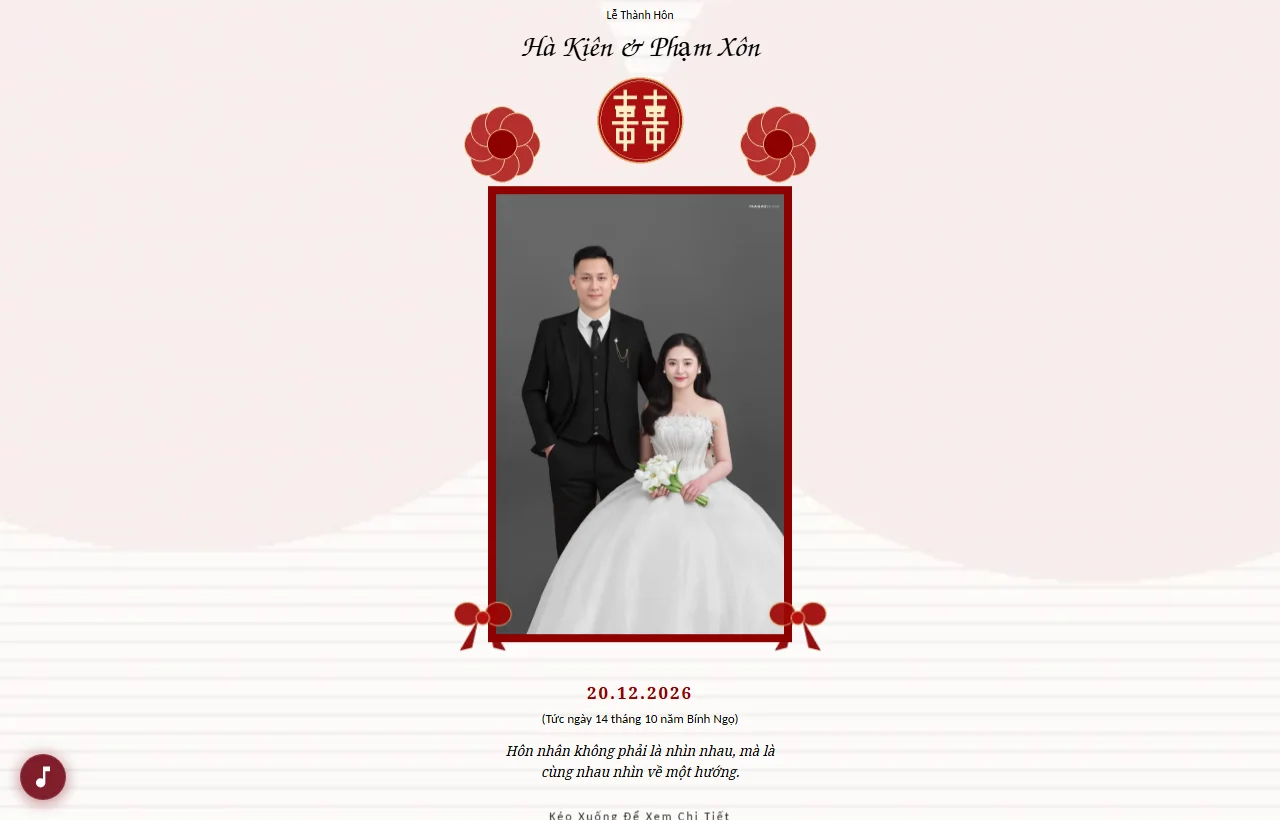 Lễ Thành Hôn
Hà Kiên & Phạm Xôn
囍
20.12.2026
(Tức ngày 14 tháng 10 năm Bính Ngọ)
Hôn nhân không phải là nhìn nhau, mà là
cùng nhau nhìn về một hướng.
Kéo Xuống Để Xem Chi Tiết